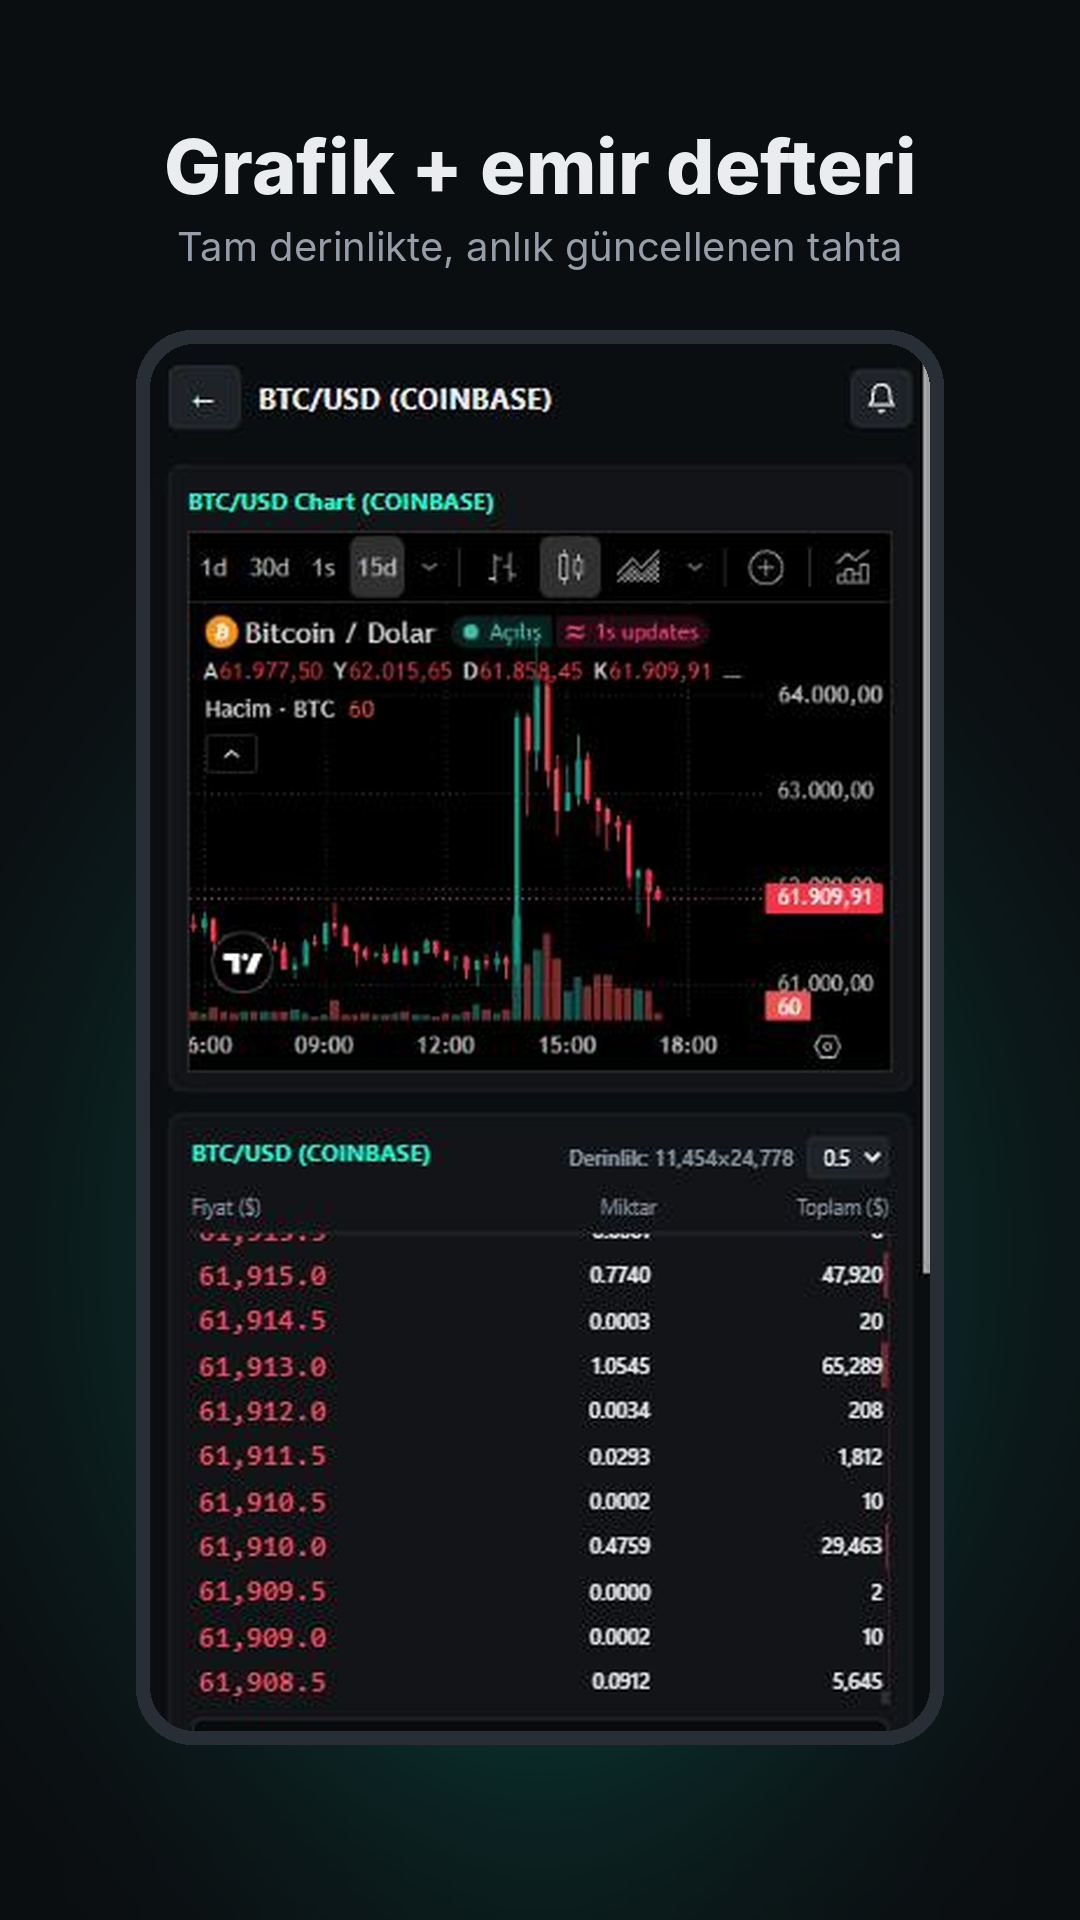 Grafik + emir defteri
Tam derinlikte, anlık güncellenen tahta
← BTC/USD (COINBASE)
BTC/USD Chart (COINBASE)
1d 30d 1s 15d
Bitcoin / Dolar Açılış 1s updates
A61.977,50 Y62.015,65 D61.858,45 K61.909,91 —
Hacim · BTC 60
64.000,00
63.000,00
61.909,91
61.000,00
60
6:00 09:00 12:00 15:00 18:00
BTC/USD (COINBASE) Derinlik: 11,454×24,778 0.5
Fiyat ($) Miktar Toplam ($)
61,915.0 0.7740 47,920
61,914.5 0.0003 20
61,913.0 1.0545 65,289
61,912.0 0.0034 208
61,911.5 0.0293 1,812
61,910.5 0.0002 10
61,910.0 0.4759 29,463
61,909.5 0.0000 2
61,909.0 0.0002 10
61,908.5 0.0912 5,645